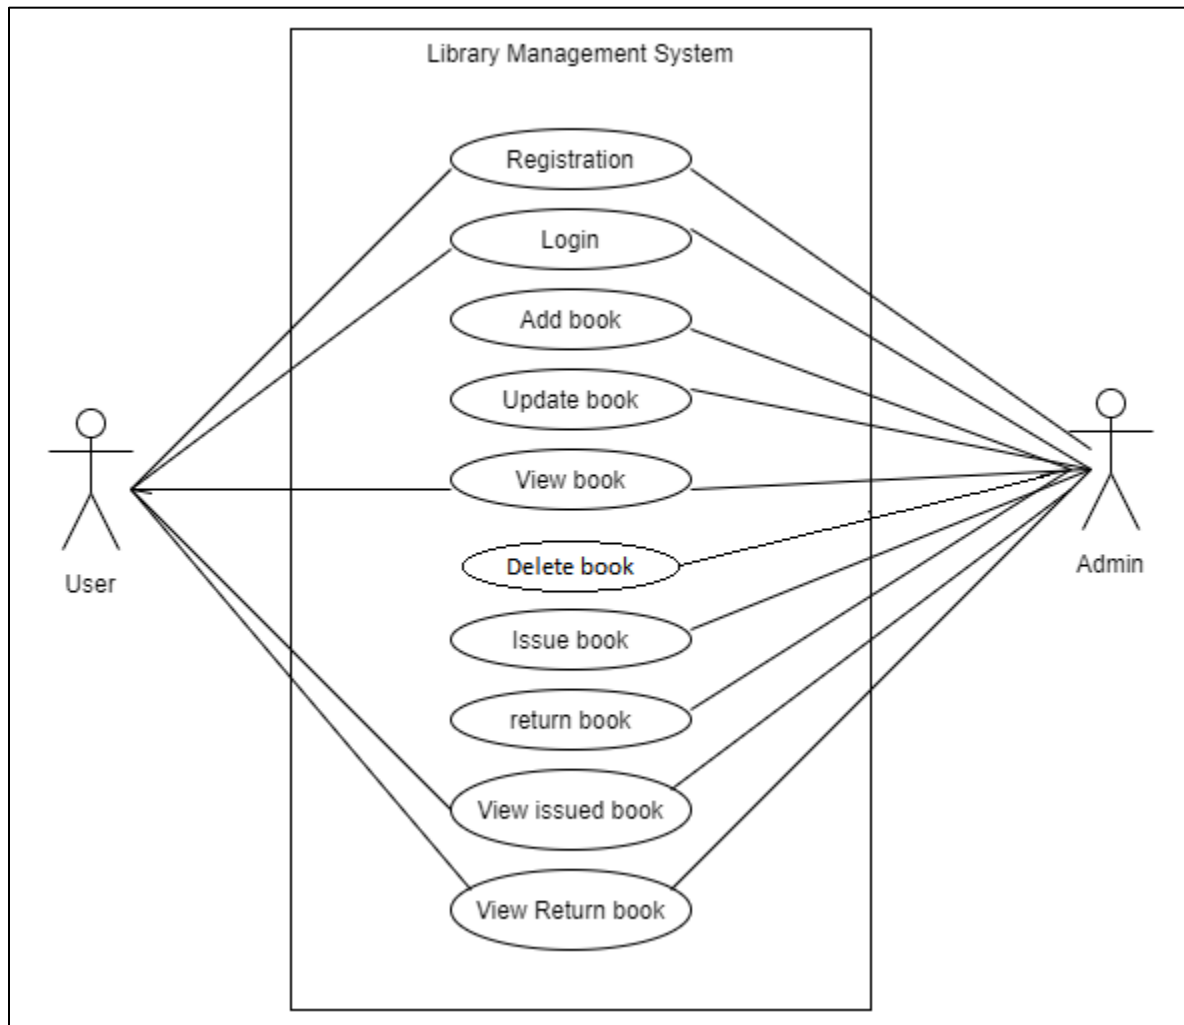 Library Management System
Registration
Login
Add book
Update book
View book
Delete book
Issue book
return book
View issued book
View Return book
User
Admin